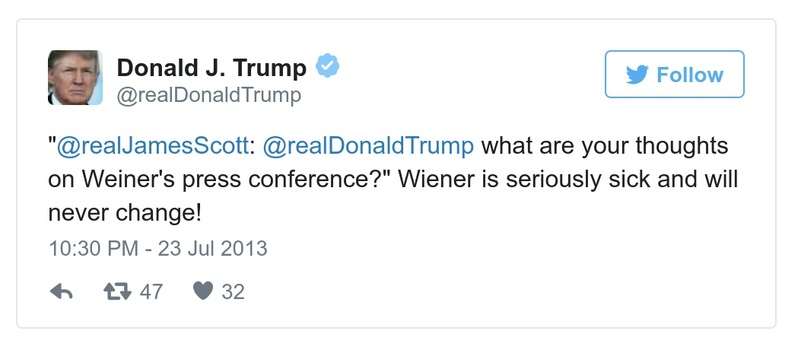 Donald J. Trump
@realDonaldTrump
Follow
"@realJamesScott: @realDonaldTrump what are your thoughts
on Weiner's press conference?" Wiener is seriously sick and will
never change!
10:30 PM - 23 Jul 2013
47 32